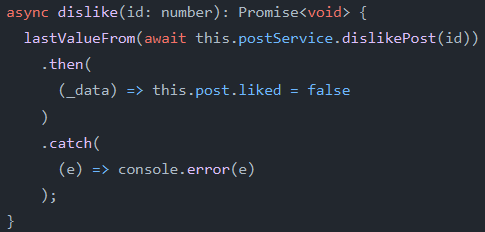 async dislike(id: number): Promise<void> {
  lastValueFrom(await this.postService.dislikePost(id))
    .then(
      (_data) => this.post.liked = false
    )
    .catch(
      (e) => console.error(e)
    );
}